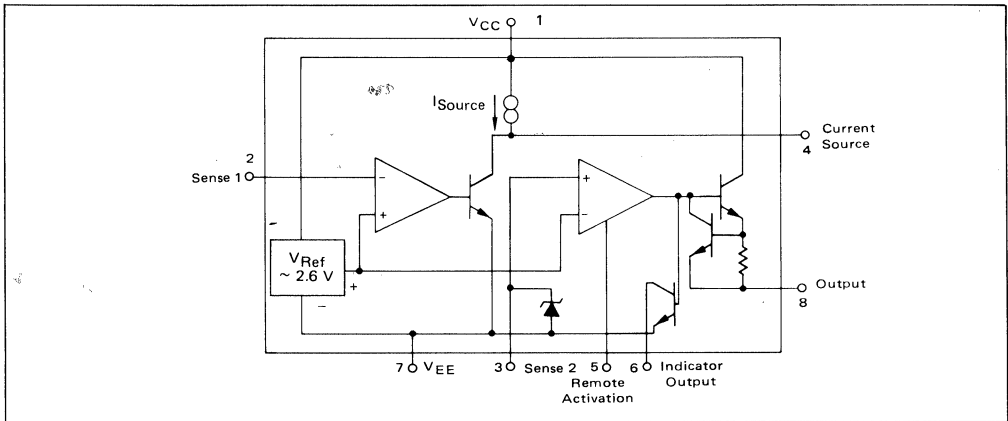 VCC 1
ISource
Current
4 Source
2
Sense 1
-
+
+
-
VRef
~ 2.6 V
+
-
Output
8
7 VEE
3 Sense 2
5 Remote
Activation
6 Indicator
Output